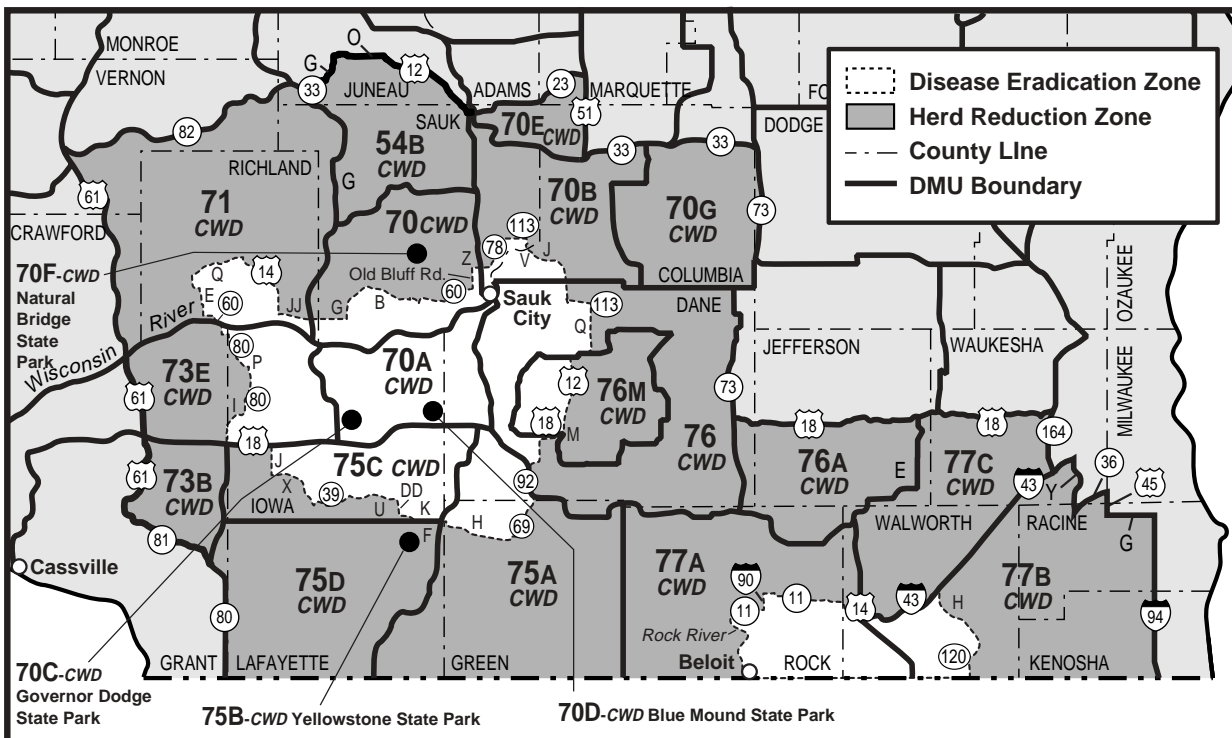 MONROE
VERNON
O
G
12
33
JUNEAU
ADAMS
23
MARQUETTE
51
FO
DODGE
Disease Eradication Zone
Herd Reduction Zone
County LIne
DMU Boundary
82
SAUK
70E CWD
33
33
RICHLAND
54B
CWD
G
61
71
CWD
70B
CWD
70G
CWD
73
CRAWFORD
70 CWD
113
78
J
V
Z
70F-CWD
Natural
Bridge
State
Park
Q
14
Old Bluff Rd.
COLUMBIA
E
60
JJ
G
B
60
Sauk
City
113
DANE
Wisconsin River
Q
OZAUKEE
80
P
70A
CWD
JEFFERSON
WAUKESHA
73E
CWD
12
76M
CWD
73
MILWAUKEE
61
I
80
18
M
18
18
164
18
76
CWD
J
75C CWD
76A
CWD
E
77C
CWD
36
61
73B
CWD
X
39
DD
92
43
Y
45
IOWA
U
K
H
69
WALWORTH
RACINE
G
81
F
Cassville
75D
CWD
75A
CWD
77A
CWD
90
77B
CWD
11
11
14
43
H
80
Rock River
94
GRANT
LAFAYETTE
GREEN
Beloit
ROCK
120
KENOSHA
70C-CWD
Governor Dodge
State Park
75B-CWD Yellowstone State Park
70D-CWD Blue Mound State Park